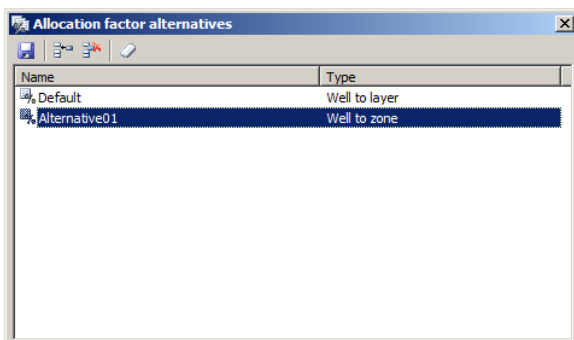 Allocation factor alternatives
Name Type
Default Well to layer
Alternative01 Well to zone